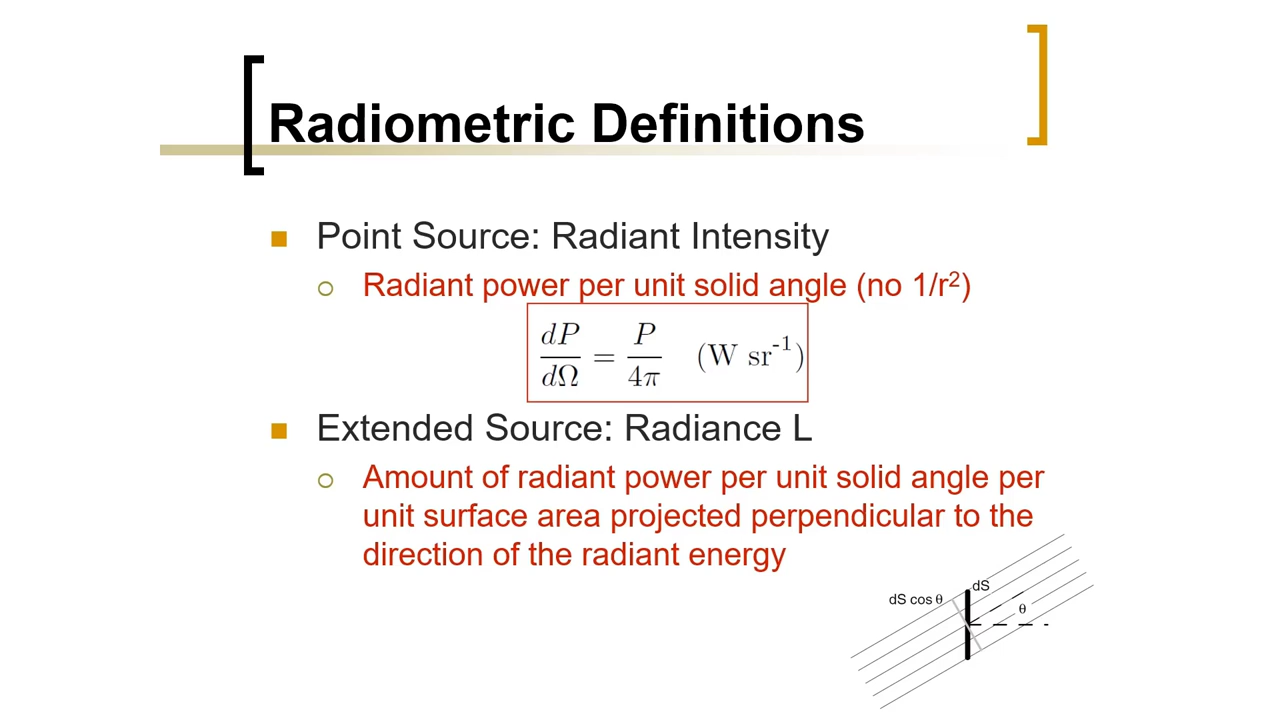 Radiometric Definitions
Point Source: Radiant Intensity
Radiant power per unit solid angle (no 1/r²)
dP/dΩ = P/4π (W sr⁻¹)
Extended Source: Radiance L
Amount of radiant power per unit solid angle per
unit surface area projected perpendicular to the
direction of the radiant energy
dS
dS cos θ
θ